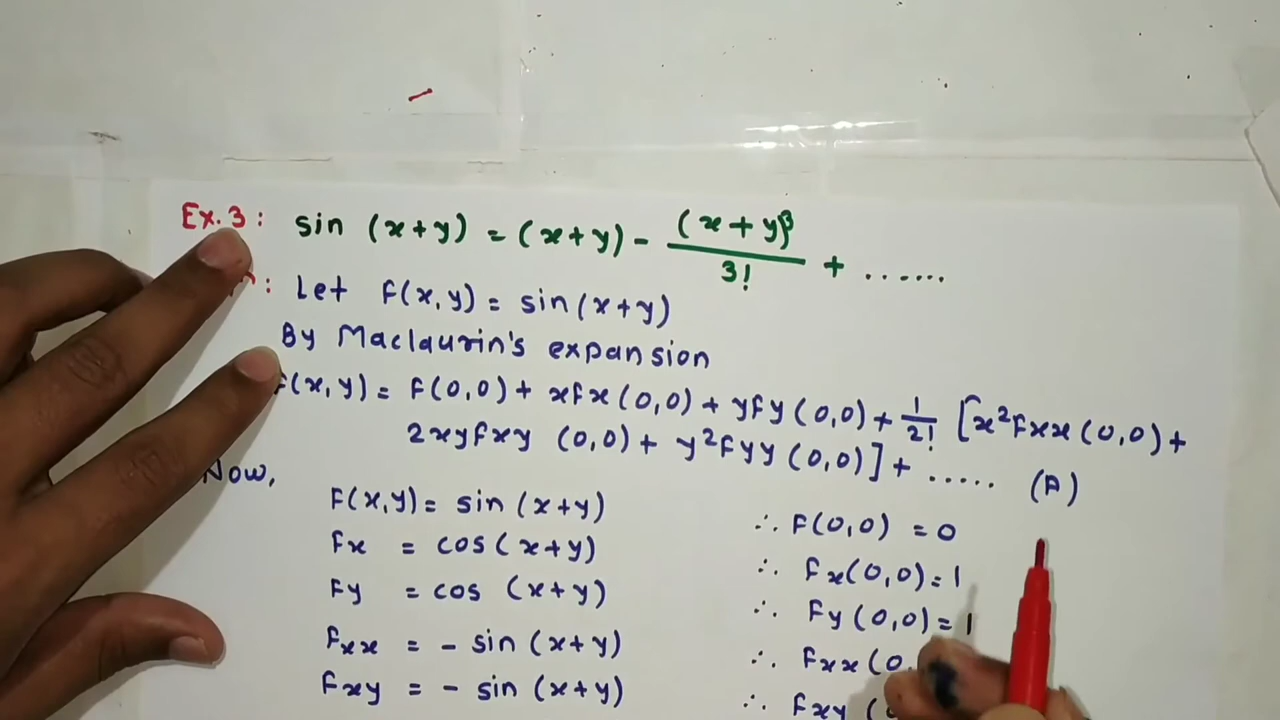 Ex.3: sin (x+y) = (x+y) - (x+y)³/3! + ......
: Let f(x,y) = sin(x+y)
By Maclaurin's expansion
f(x,y) = f(0,0) + xfx(0,0) + yfy(0,0) + 1/2! [x²fxx(0,0) +
2xyfxy (0,0) + y²fyy (0,0)] + ..... (A)
Now,
f(x,y) = sin (x+y) ∴ f(0,0) = 0
fx = cos(x+y) ∴ fx(0,0) = 1
fy = cos (x+y) ∴ fy(0,0) = 1
fxx = - sin (x+y) ∴ fxx(0,
fxy = - sin (x+y) ∴ fxy (